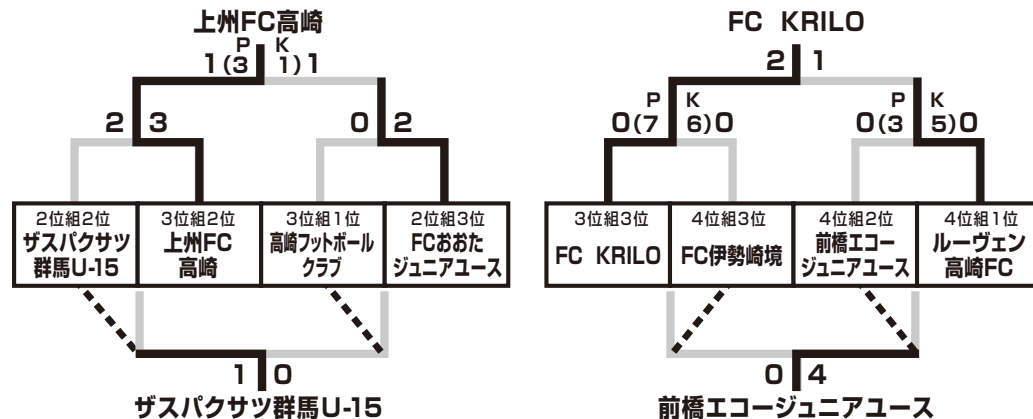 上州FC高崎
P K
1(3 1)1
2 3
0 2
2位組2位
ザスパクサツ
群馬U-15
3位組2位
上州FC
高崎
3位組1位
高崎フットボール
クラブ
2位組3位
FCおおた
ジュニアユース
1 0
ザスパクサツ群馬U-15
FC KRILO
2 1
P K
0(7 6)0
P K
0(3 5)0
3位組3位
FC KRILO
4位組3位
FC伊勢崎境
4位組2位
前橋エコー
ジュニアユース
4位組1位
ルーヴェン
高崎FC
0 4
前橋エコージュニアユース